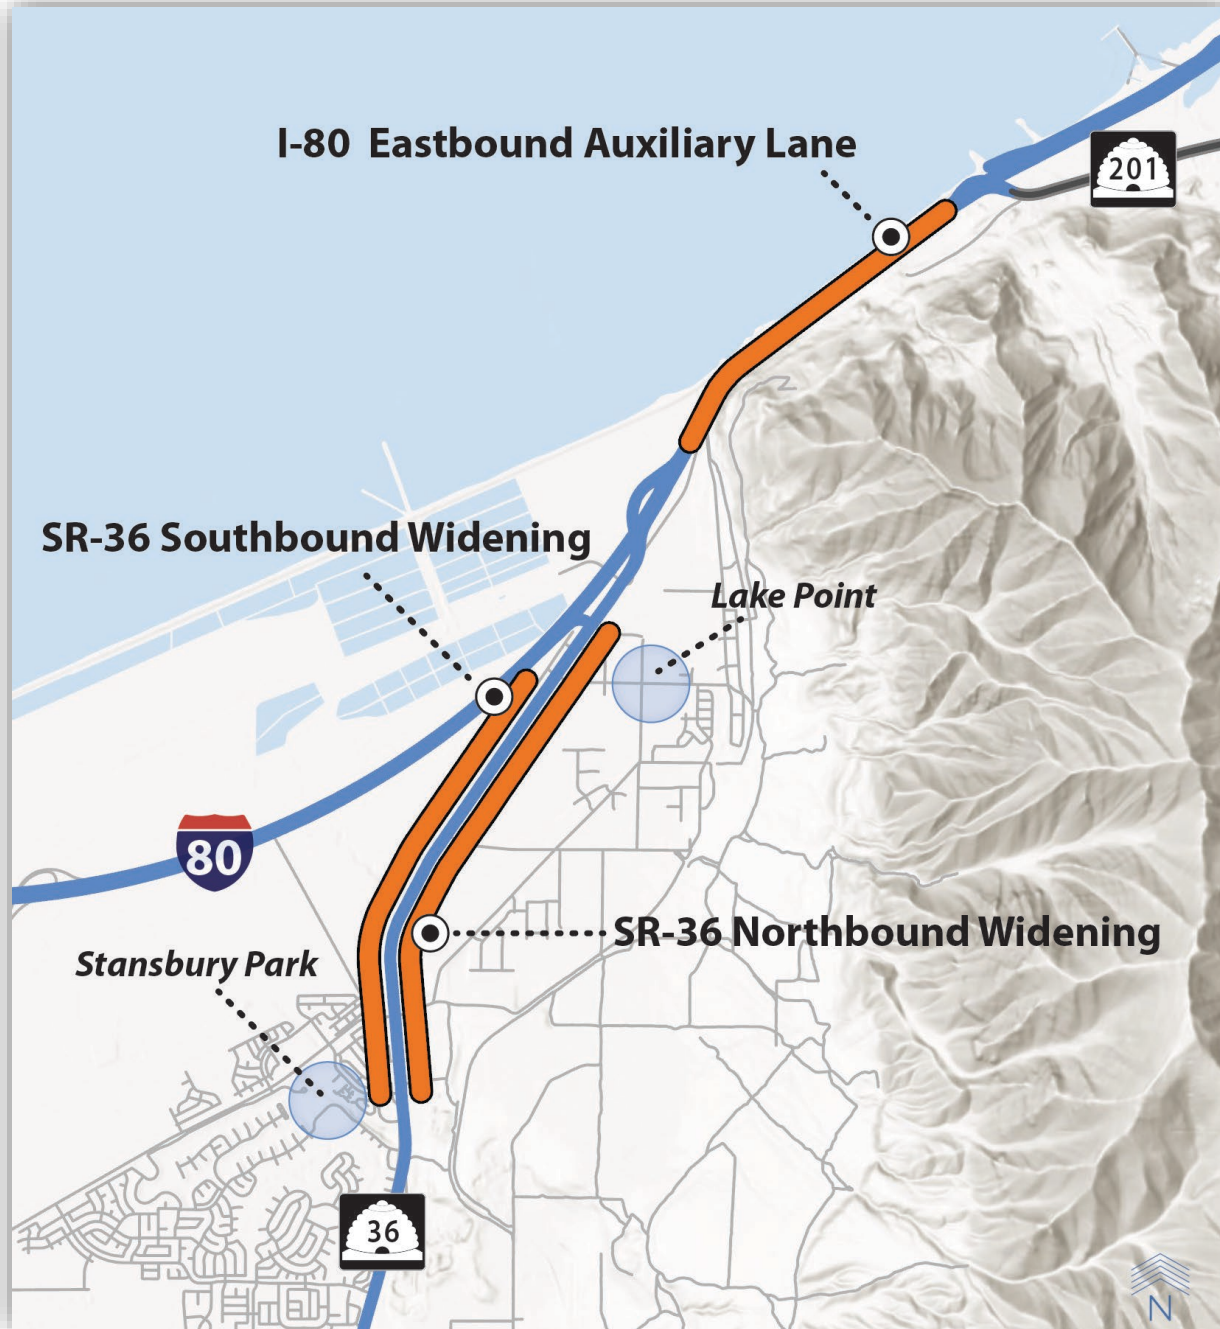 I-80 Eastbound Auxiliary Lane
201
SR-36 Southbound Widening
Lake Point
80
SR-36 Northbound Widening
Stansbury Park
36
N